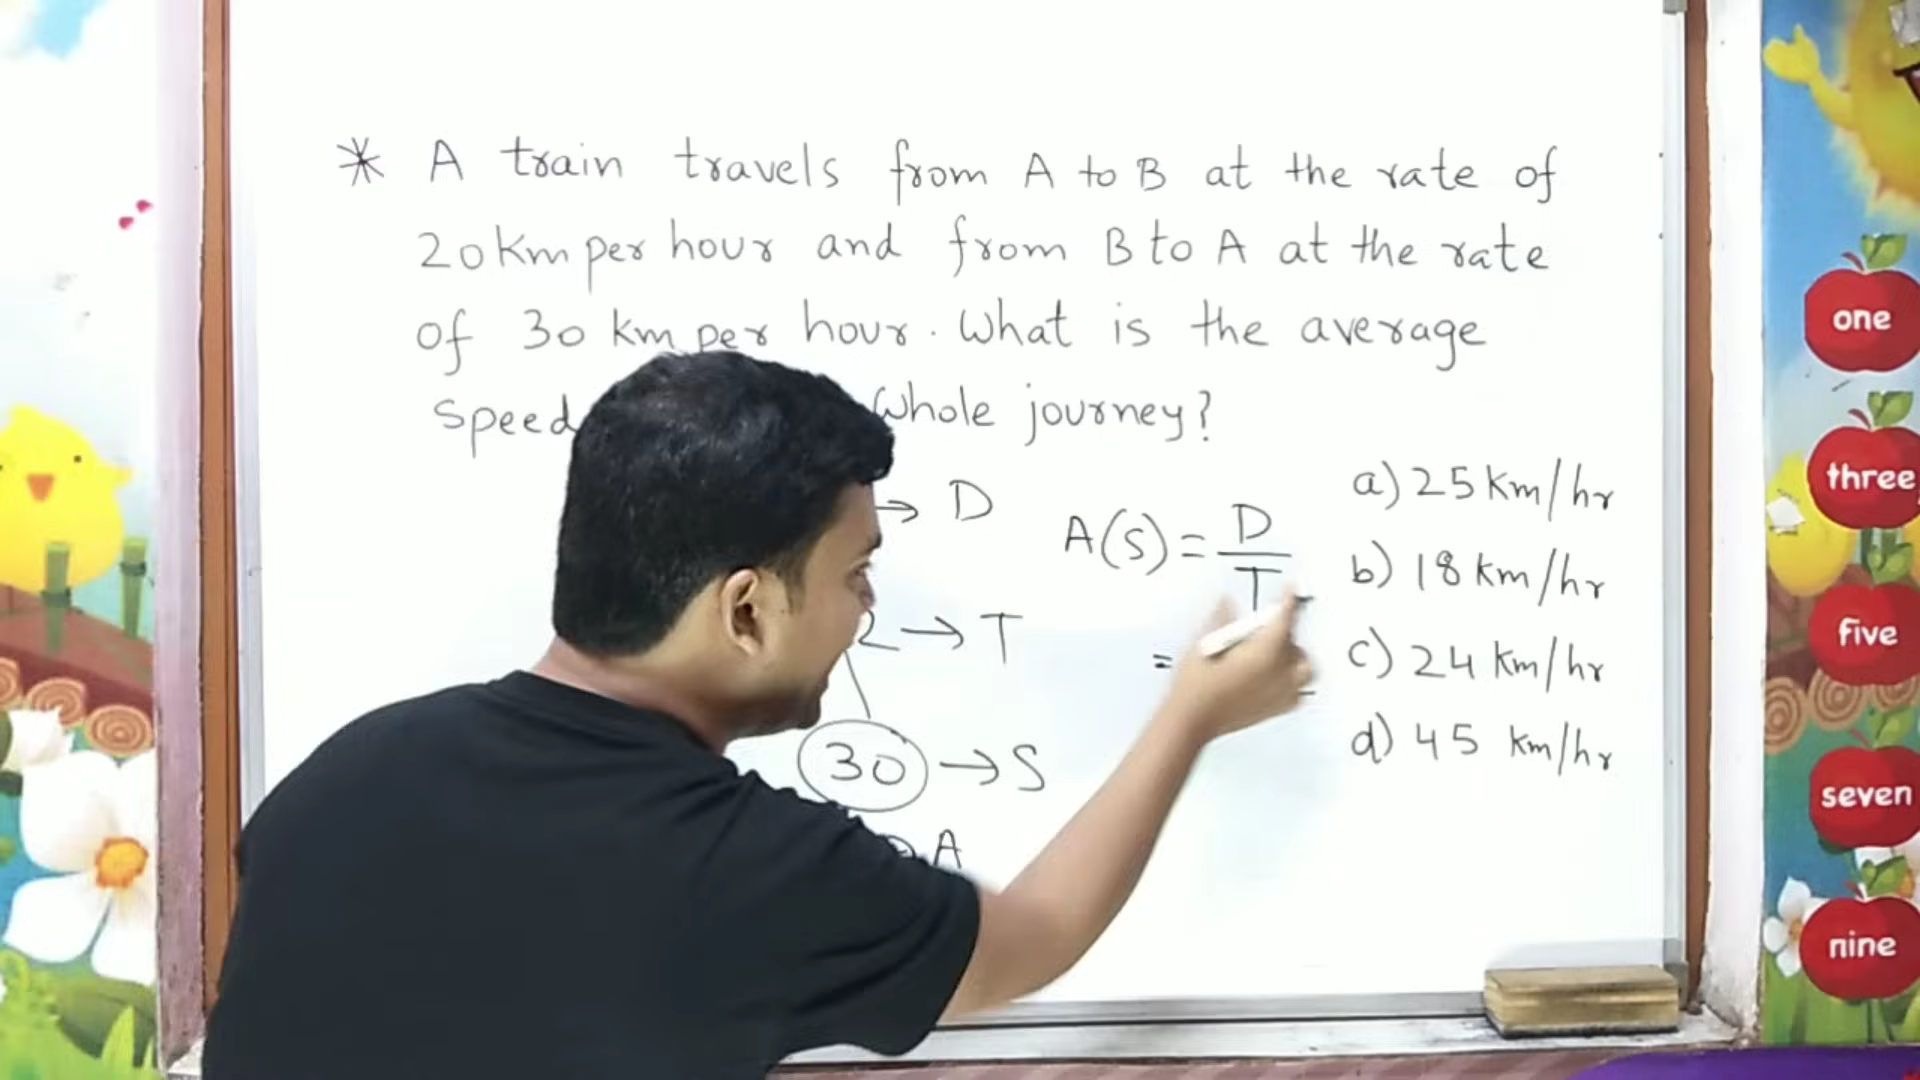 * A train travels from A to B at the rate of
20 Km per hour and from B to A at the rate
of 30 km per hour. What is the average
Speed Whole journey?
→ D
A(S) = D/T
2 → T
=
30 → S
A
a) 25 Km/hr
b) 18 km/hr
c) 24 km/hr
d) 45 km/hr
one
three
five
seven
nine